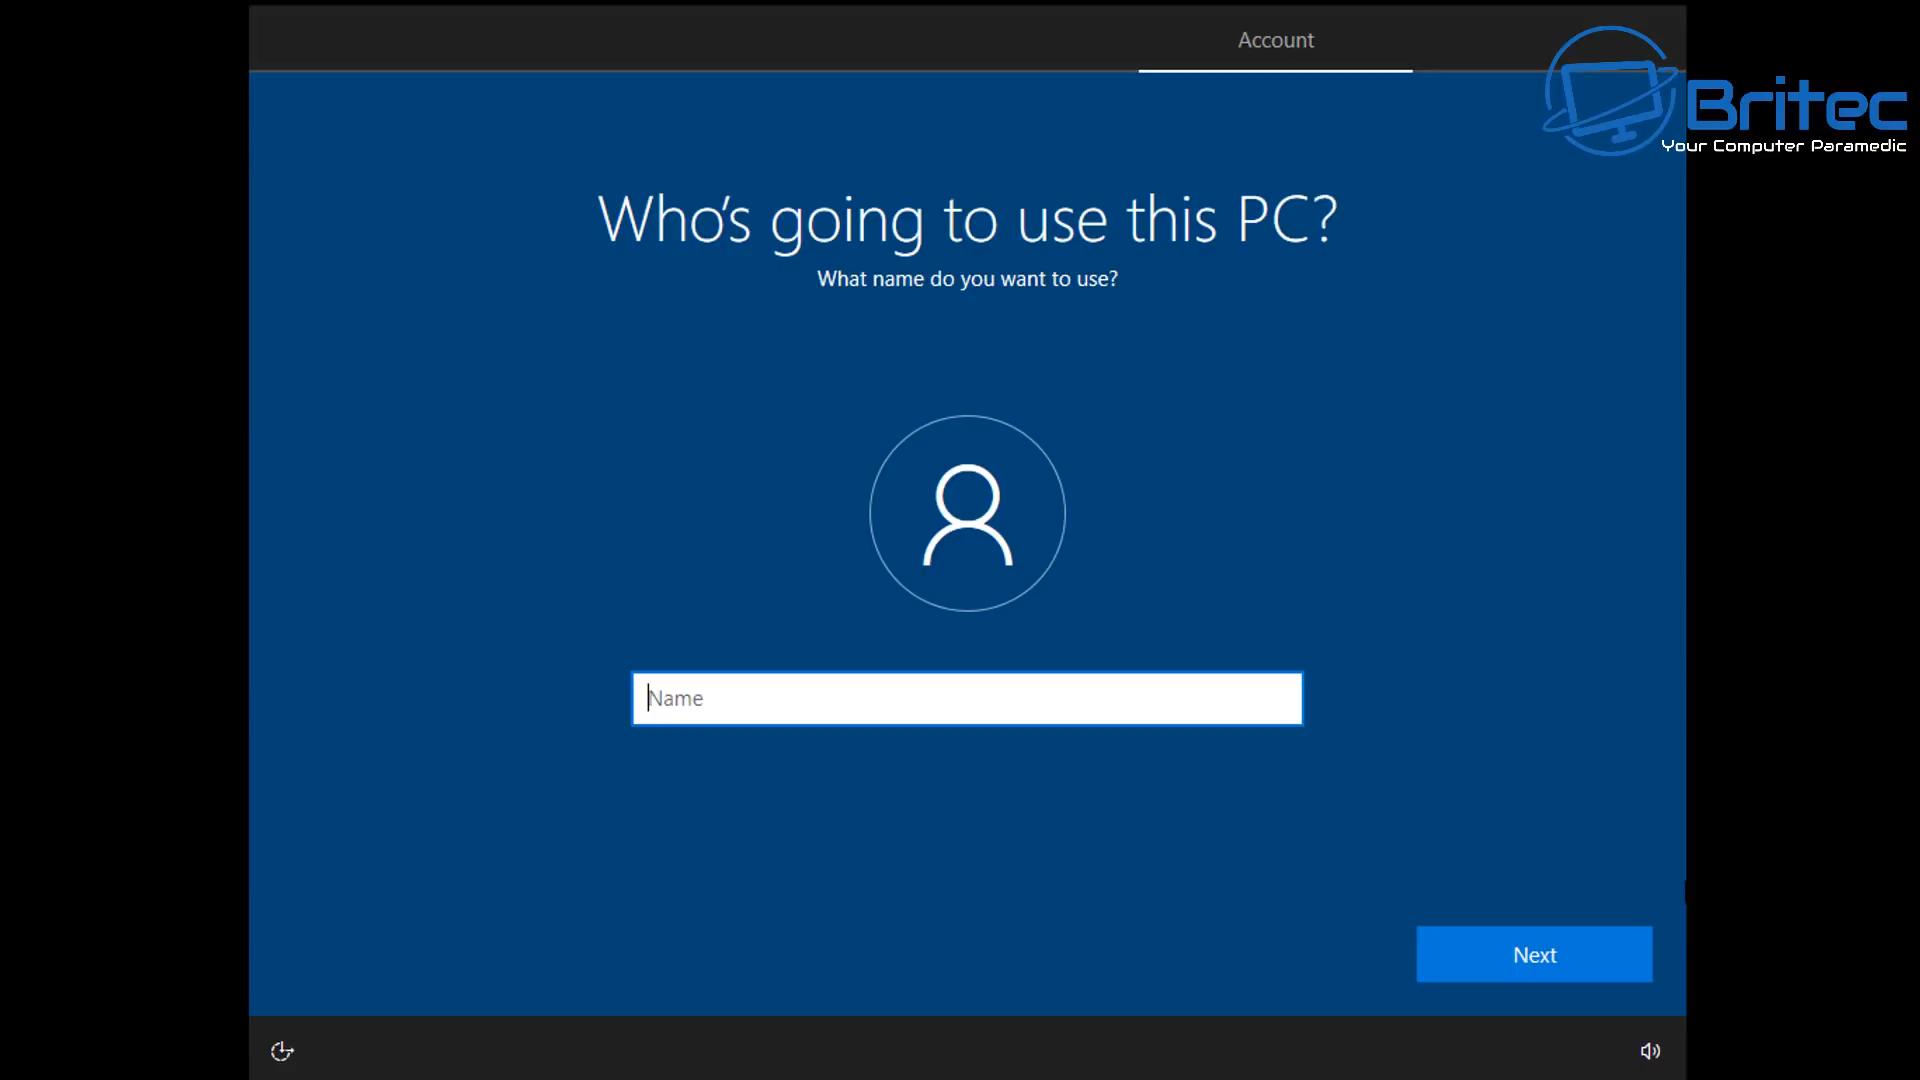 Account
Britec
Your Computer Paramedic
Who's going to use this PC?
What name do you want to use?
Name
Next